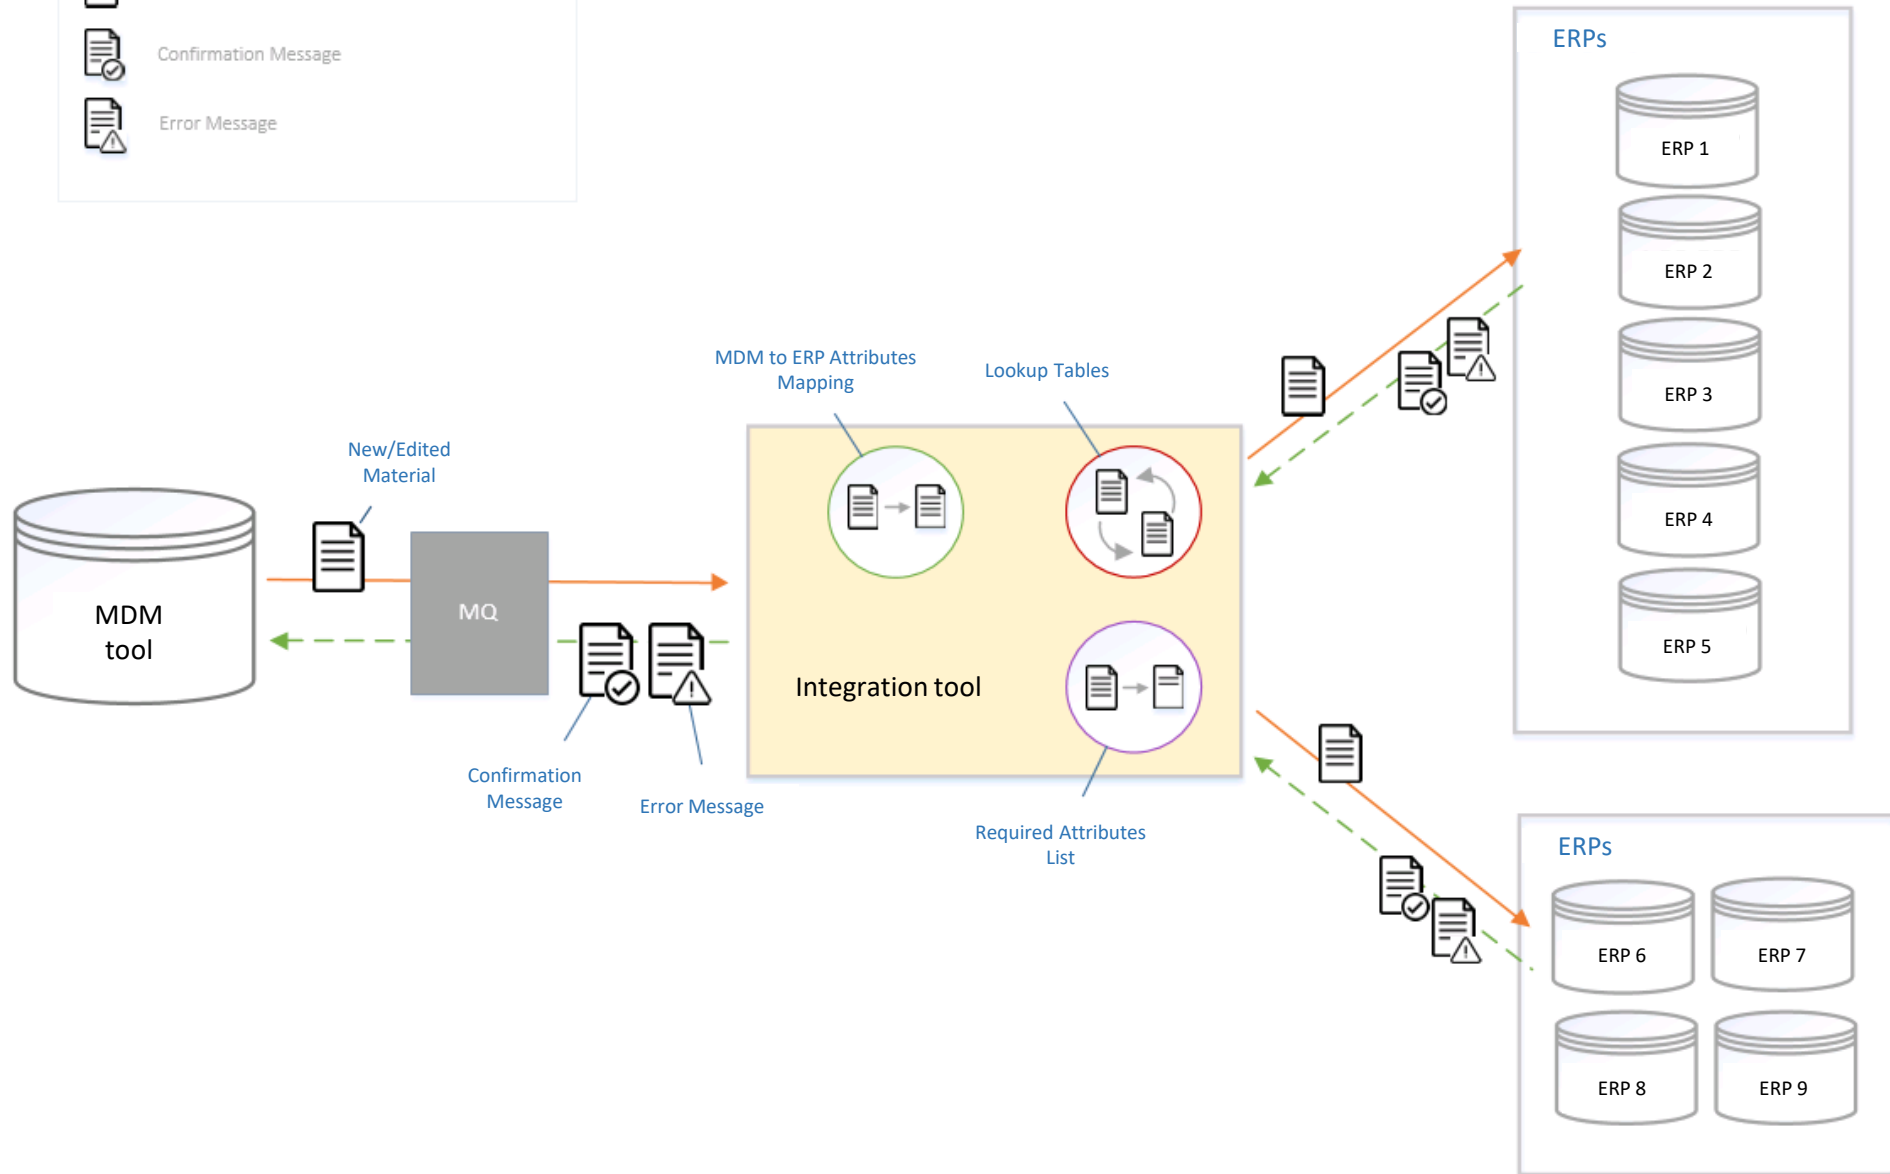 Confirmation Message
Error Message
ERPs
ERP 1
ERP 2
ERP 3
ERP 4
ERP 5
MDM to ERP Attributes
Mapping
Lookup Tables
New/Edited
Material
MDM
tool
MQ
Integration tool
Confirmation
Message
Error Message
Required Attributes
List
ERPs
ERP 6
ERP 7
ERP 8
ERP 9